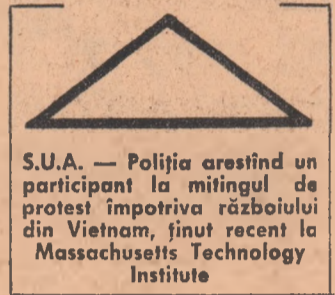 S.U.A. — Poliția arestînd un
participant la mitingul de
protest împotriva războiului
din Vietnam, ținut recent la
Massachusetts Technology
Institute